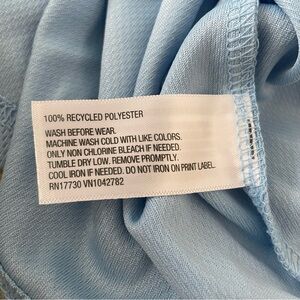 100% RECYCLED POLYESTER
WASH BEFORE WEAR.
MACHINE WASH COLD WITH LIKE COLORS.
ONLY NON CHLORINE BLEACH IF NEEDED.
TUMBLE DRY LOW. REMOVE PROMPTLY.
COOL IRON IF NEEDED. DO NOT IRON ON PRINT LABEL.
RN17730 VN1042782